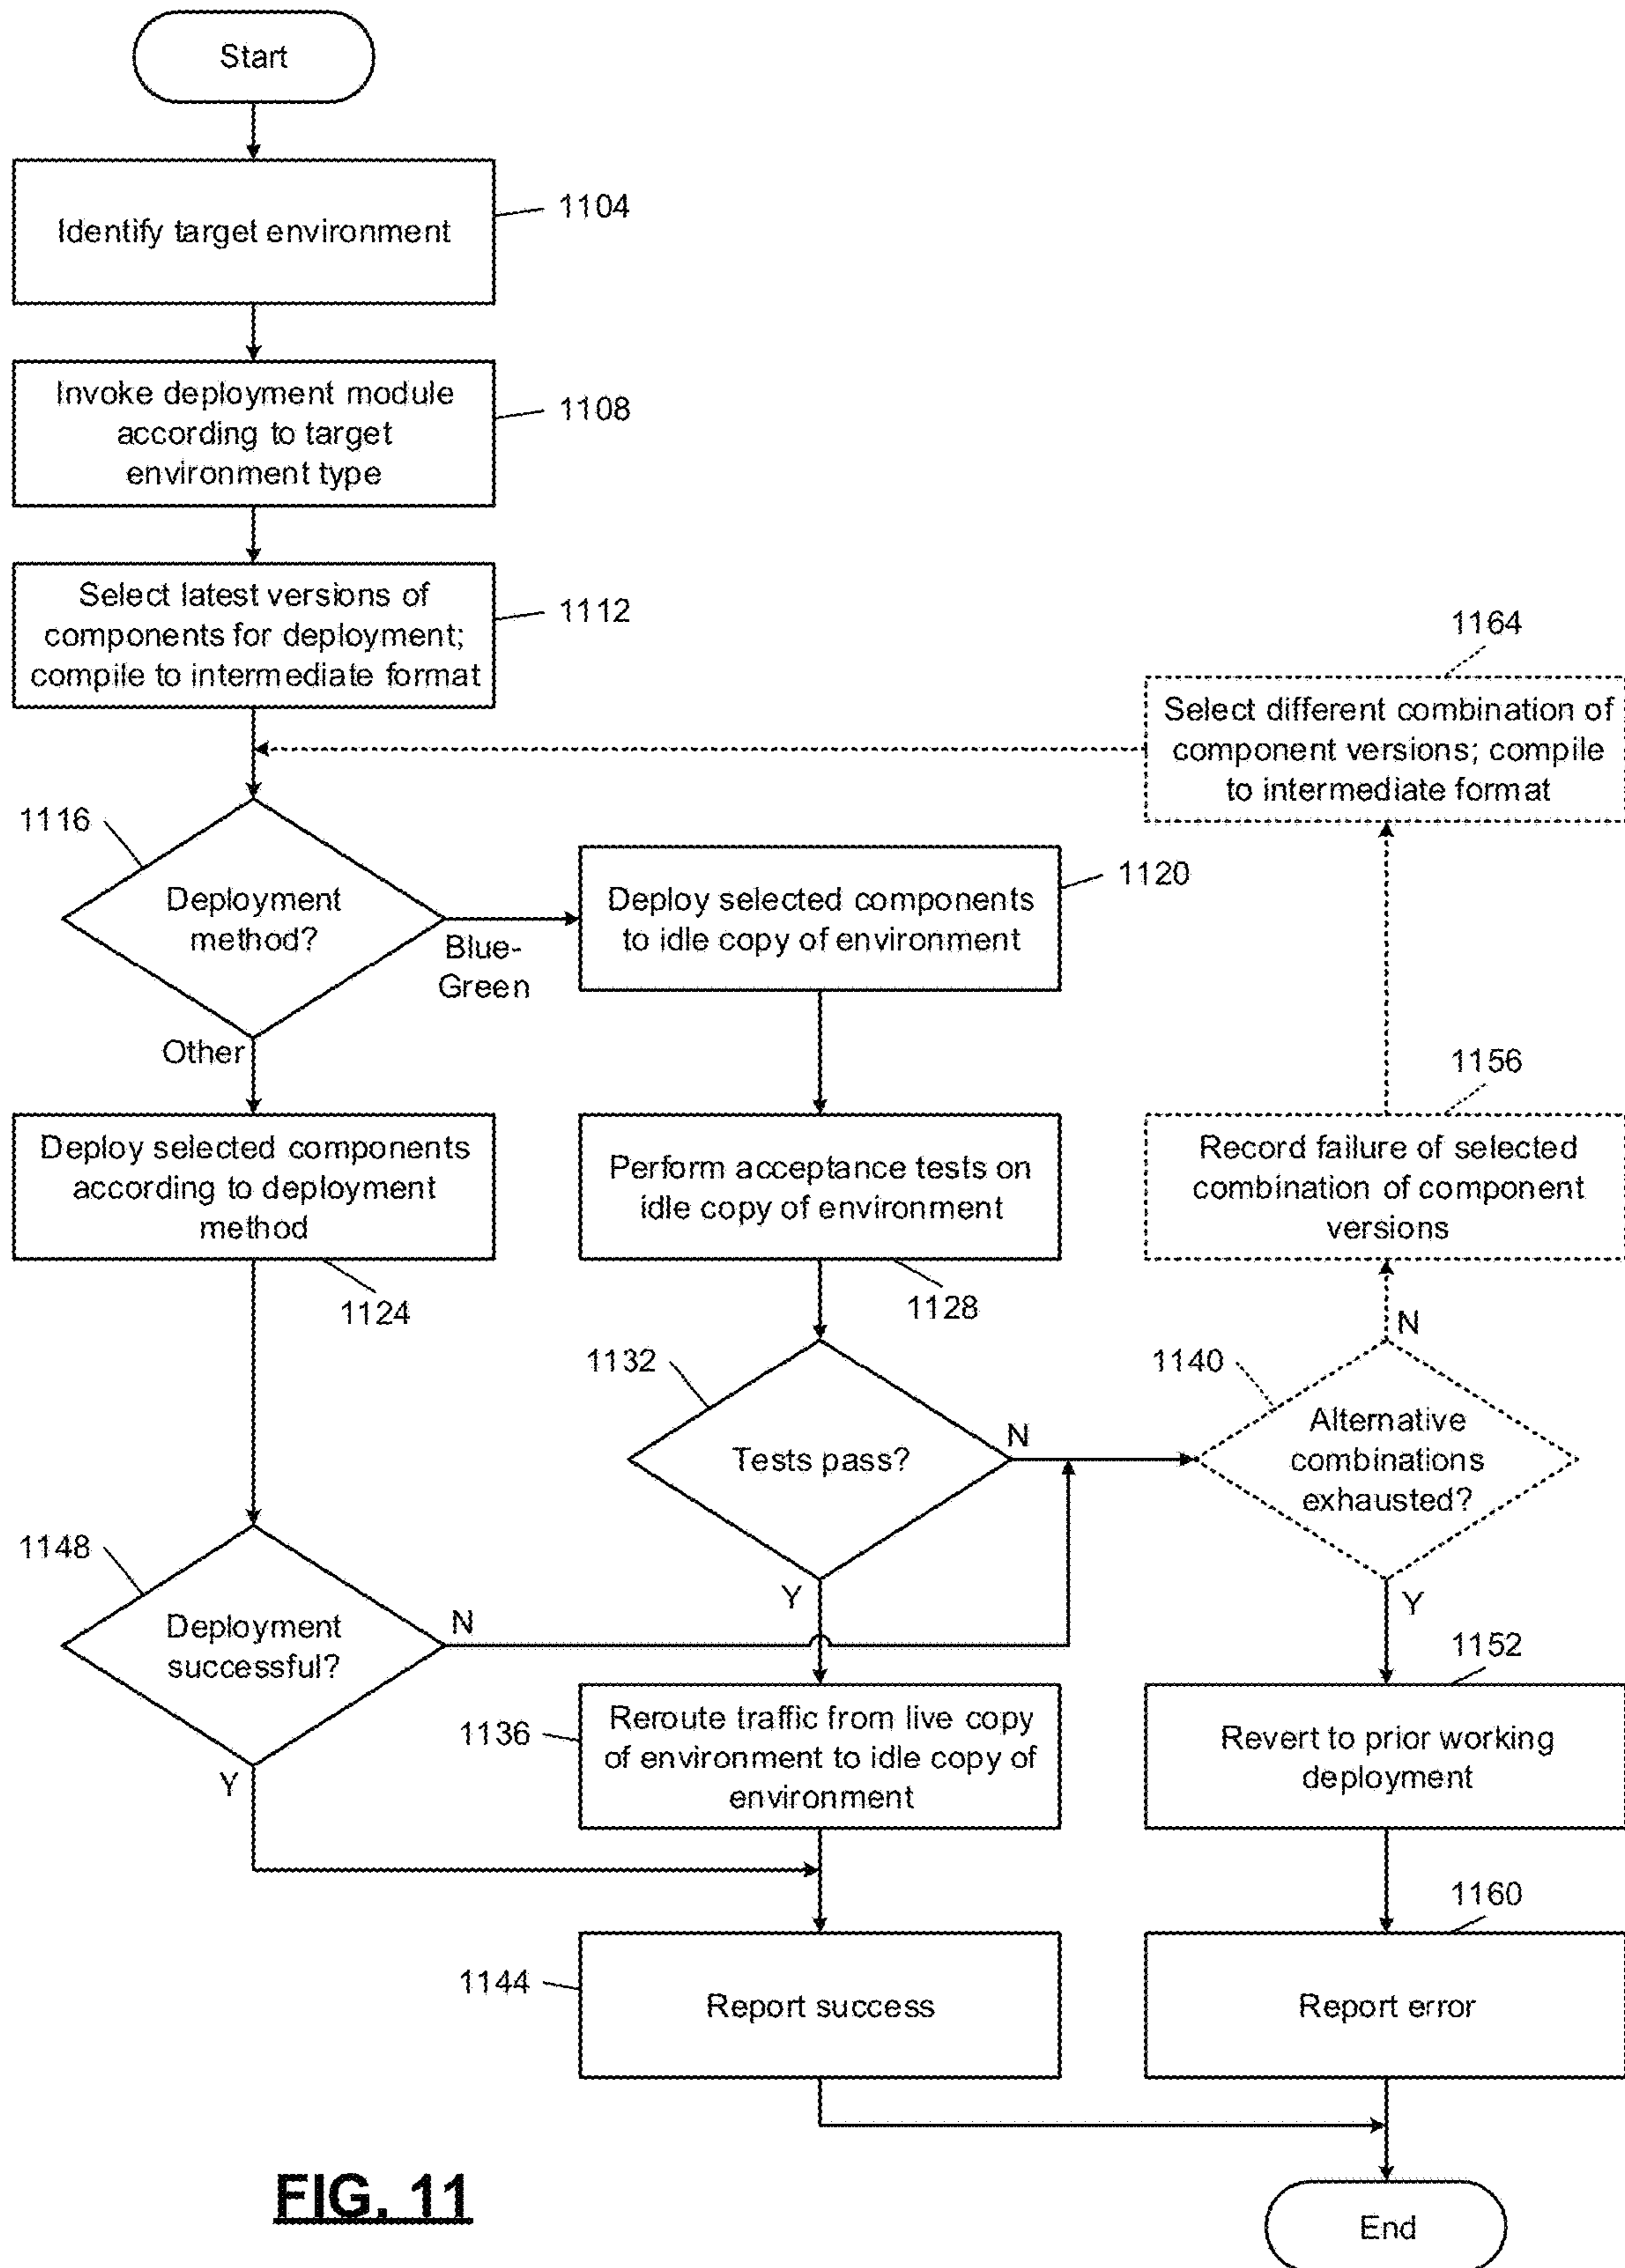 Start
Identify target environment
1104
Invoke deployment module
according to target
environment type
1108
Select latest versions of
components for deployment;
compile to intermediate format
1112
1164
Select different combination of
component versions; compile
to intermediate format
1116
Deployment
method?
Blue-
Green
Other
Deploy selected components
to idle copy of environment
1120
1156
Record failure of selected
combination of component
versions
Deploy selected components
according to deployment
method
1124
Perform acceptance tests on
idle copy of environment
1128
1132
Tests pass?
N
Y
1140
N
Alternative
combinations
exhausted?
Y
1148
Deployment
successful?
N
Y
1136
Reroute traffic from live copy
of environment to idle copy of
environment
1152
Revert to prior working
deployment
1144
Report success
1160
Report error
FIG. 11
End